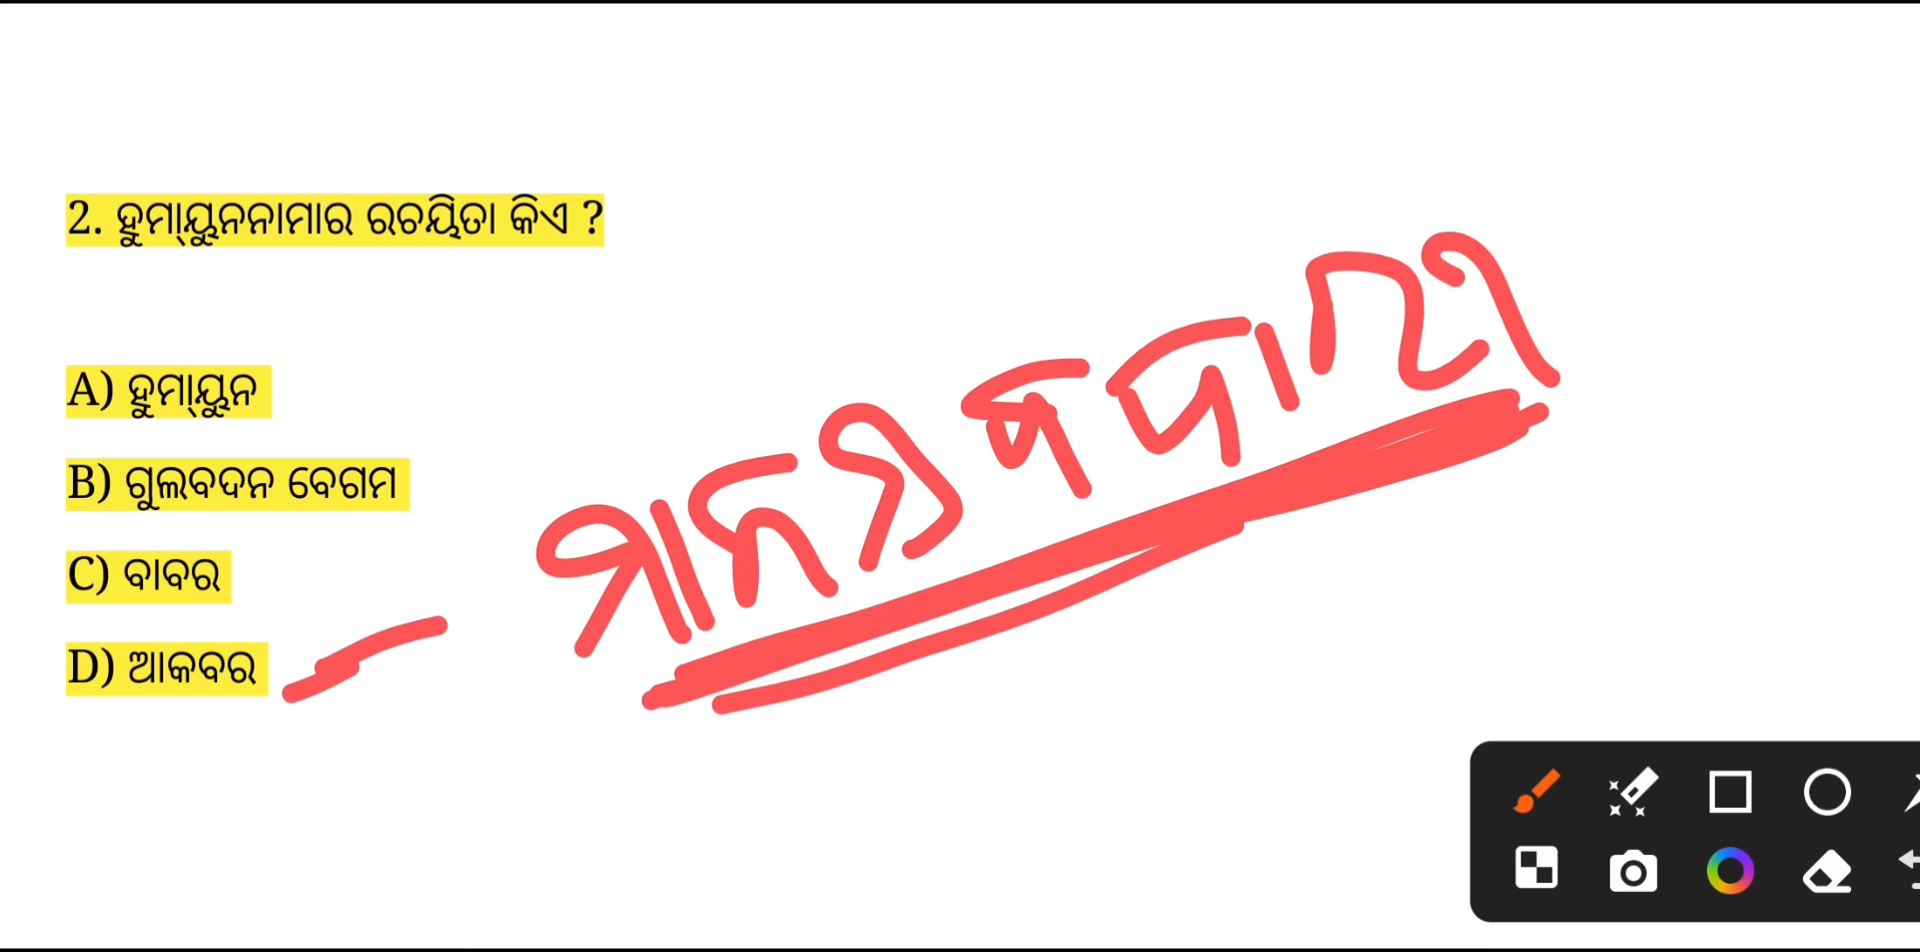 2. ହୁମା୍ୟୁନନାମାର ରଚୟିତା କିଏ ?
A) ହୁମା୍ୟୁନ
B) ଗୁଲବଦନ ବେଗମ
C) ବାବର
D) ଆକବର